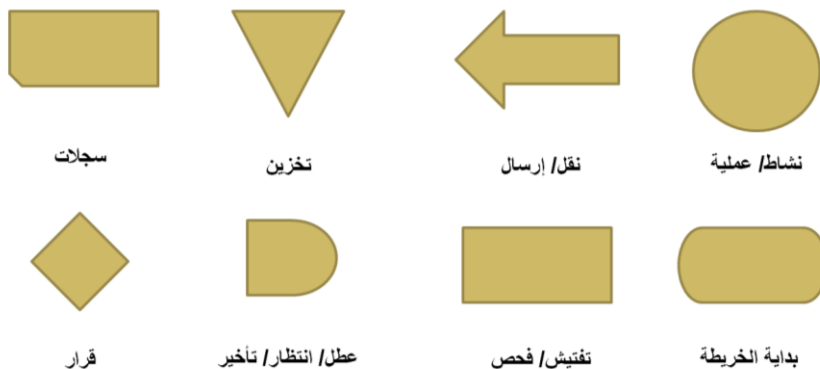 نشاط/ عملية
نقل/ إرسال
تخزين
سجلات
بداية الخريطة
تفتيش/ فحص
عطل/ انتظار/ تأخير
قرار